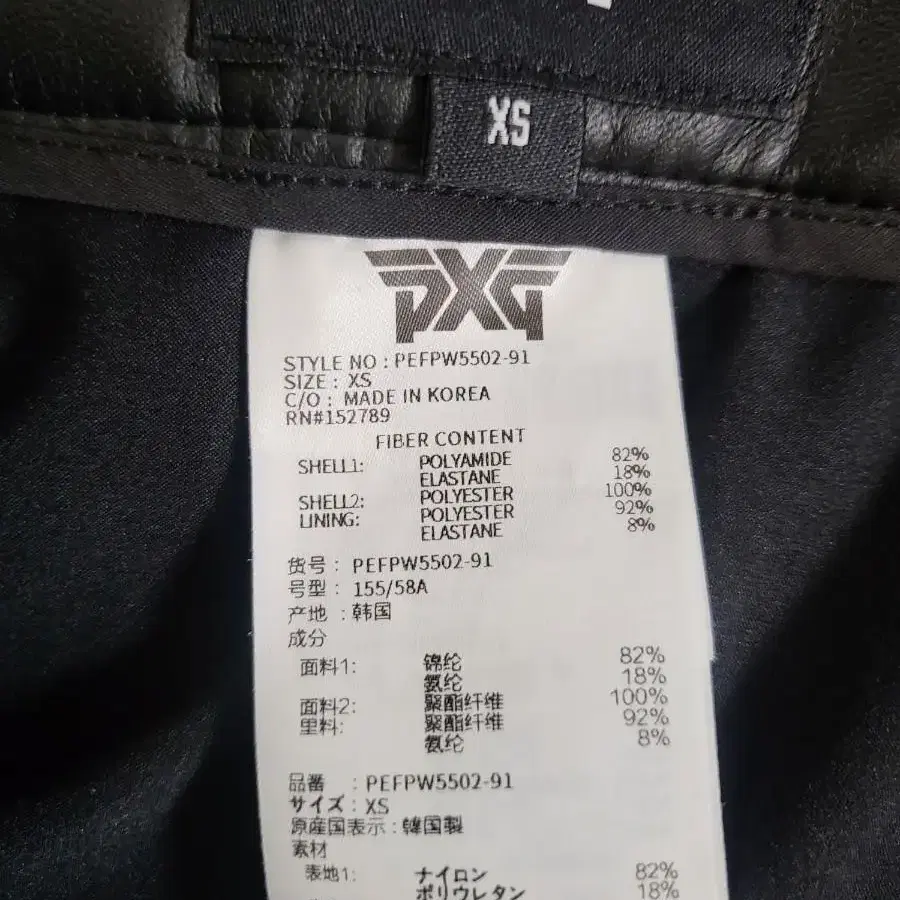 XS
PXG
STYLE NO : PEFPW5502-91
SIZE : XS
C/O : MADE IN KOREA
RN#152789
FIBER CONTENT
SHELL1: POLYAMIDE 82%
ELASTANE 18%
SHELL2: POLYESTER 100%
LINING: POLYESTER 92%
ELASTANE 8%
货号 : PEFPW5502-91
号型 : 155/58A
产地 : 韩国
成分
面料1: 锦纶 82%
氨纶 18%
面料2: 聚酯纤维 100%
里料: 聚酯纤维 92%
氨纶 8%
品番 : PEFPW5502-91
サイズ : XS
原産国表示 : 韓国製
素材
表地1: ナイロン 82%
ポリウレタン 18%